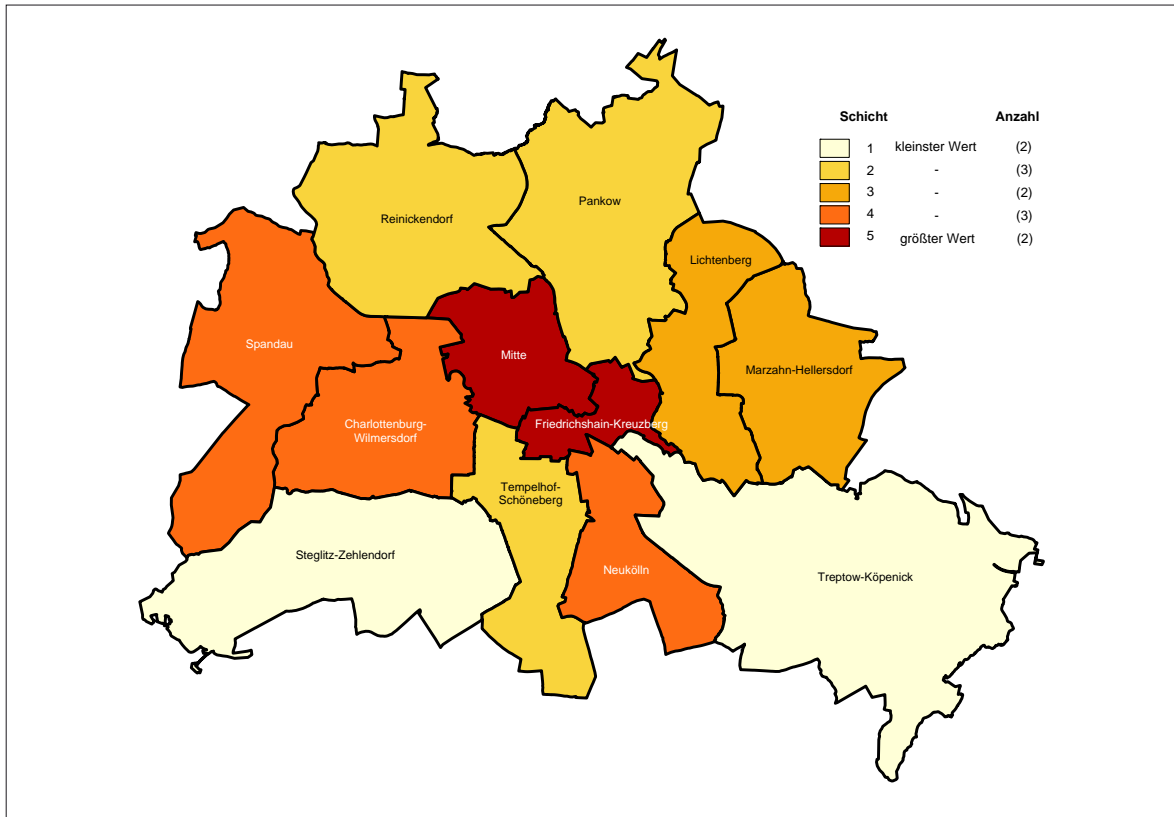 Schicht Anzahl
1 kleinster Wert (2)
2 - (3)
3 - (2)
4 - (3)
5 größter Wert (2)
Reinickendorf
Pankow
Lichtenberg
Spandau
Mitte
Marzahn-Hellersdorf
Charlottenburg-
Wilmersdorf
Friedrichshain-Kreuzberg
Tempelhof-
Schöneberg
Steglitz-Zehlendorf
Neukölln
Treptow-Köpenick